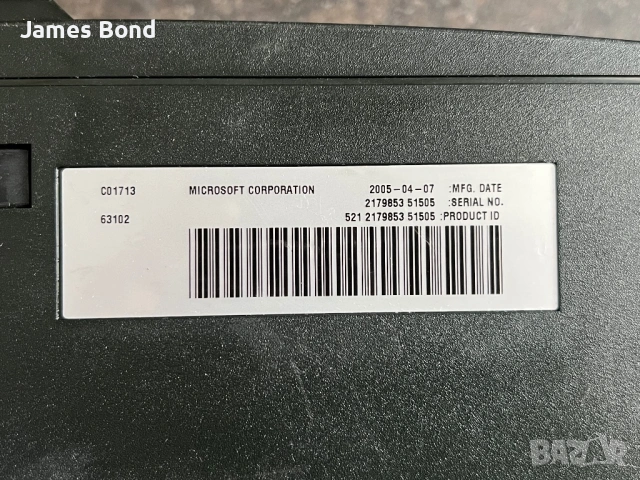 James Bond
C01713 MICROSOFT CORPORATION 2005-04-07 :MFG. DATE
2179853 51505 :SERIAL NO.
63102 521 2179853 51505 :PRODUCT ID
BAZAR